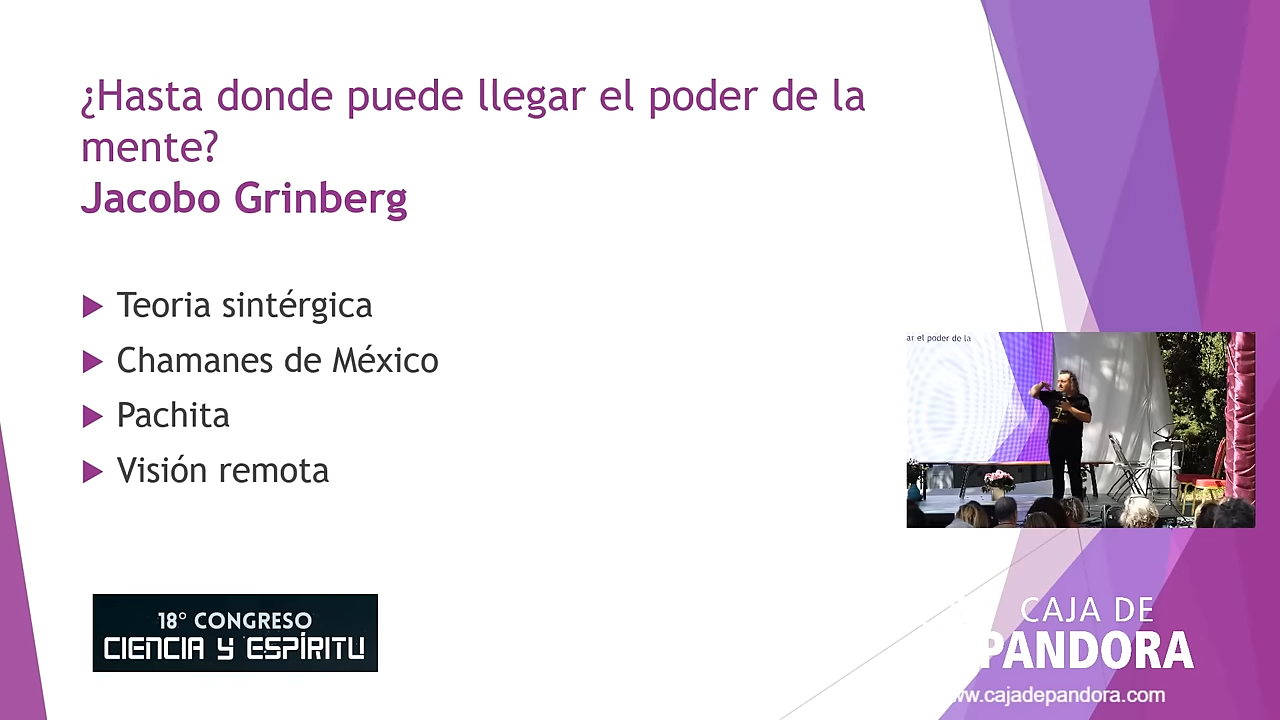 ¿Hasta donde puede llegar el poder de la
mente?
Jacobo Grinberg
Teoria sintérgica
Chamanes de México
Pachita
Visión remota
ar el poder de la
18° CONGRESO
CIENCIA Y ESPÍRITU
CAJA DE
PANDORA
www.cajadepandora.com